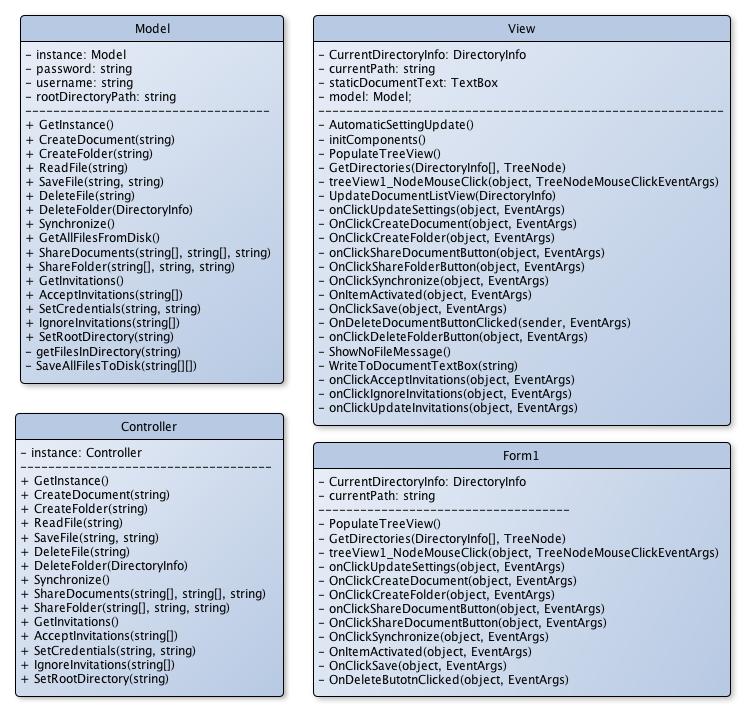 Model
- instance: Model
- password: string
- username: string
- rootDirectoryPath: string
+ GetInstance()
+ CreateDocument(string)
+ CreateFolder(string)
+ ReadFile(string)
+ SaveFile(string, string)
+ DeleteFile(string)
+ DeleteFolder(DirectoryInfo)
+ Synchronize()
+ GetAllFilesFromDisk()
+ ShareDocuments(string[], string[], string)
+ ShareFolder(string[], string, string)
+ GetInvitations()
+ AcceptInvitations(string[])
+ SetCredentials(string, string)
+ IgnoreInvitations(string[])
+ SetRootDirectory(string)
- getFilesInDirectory(string)
- SaveAllFilesToDisk(string[][])
View
- CurrentDirectoryInfo: DirectoryInfo
- currentPath: string
- staticDocumentText: TextBox
- model: Model;
- AutomaticSettingUpdate()
- initComponents()
- PopulateTreeView()
- GetDirectories(DirectoryInfo[], TreeNode)
- treeView1_NodeMouseClick(object, TreeNodeMouseClickEventArgs)
- UpdateDocumentListView(DirectoryInfo)
- onClickUpdateSettings(object, EventArgs)
- OnClickCreateDocument(object, EventArgs)
- OnClickCreateFolder(object, EventArgs)
- onClickShareDocumentButton(object, EventArgs)
- OnClickShareFolderButton(object, EventArgs)
- OnClickSynchronize(object, EventArgs)
- OnItemActivated(object, EventArgs)
- OnClickSave(object, EventArgs)
- OnDeleteDocumentButtonClicked(sender, EventArgs)
- onClickDeleteFolderButton(object, EventArgs)
- ShowNoFileMessage()
- WriteToDocumentTextBox(string)
- onClickAcceptInvitations(object, EventArgs)
- onClickIgnoreInvitations(object, EventArgs)
- onClickUpdateInvitations(object, EventArgs)
Controller
- instance: Controller
+ GetInstance()
+ CreateDocument(string)
+ CreateFolder(string)
+ ReadFile(string)
+ SaveFile(string, string)
+ DeleteFile(string)
+ DeleteFolder(DirectoryInfo)
+ Synchronize()
+ ShareDocuments(string[], string[], string)
+ ShareFolder(string[], string, string)
+ GetInvitations()
+ AcceptInvitations(string[])
+ SetCredentials(string, string)
+ IgnoreInvitations(string[])
+ SetRootDirectory(string)
Form1
- CurrentDirectoryInfo: DirectoryInfo
- currentPath: string
- PopulateTreeView()
- GetDirectories(DirectoryInfo[], TreeNode)
- treeView1_NodeMouseClick(object, TreeNodeMouseClickEventArgs)
- onClickUpdateSettings(object, EventArgs)
- OnClickCreateDocument(object, EventArgs)
- OnClickCreateFolder(object, EventArgs)
- onClickShareDocumentButton(object, EventArgs)
- OnClickShareDocumentButton(object, EventArgs)
- OnClickSynchronize(object, EventArgs)
- OnItemActivated(object, EventArgs)
- OnClickSave(object, EventArgs)
- OnDeleteButotnClicked(object, EventArgs)